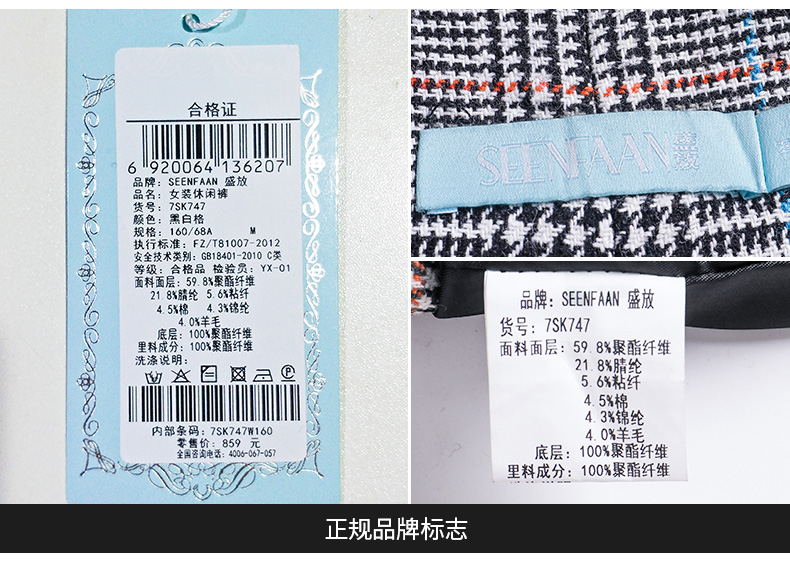 合格证
6 920064 136207
品牌: SEENFAAN 盛放
品名: 女装休闲裤
货号: 7SK747
颜色: 黑白格
规格: 160/68A M
执行标准: FZ/T81007-2012
安全技术类别: GB18401-2010 C类
等级: 合格品 检验员: YX-01
面料面层: 59.8%聚酯纤维
21.8%腈纶 5.6%粘纤
4.5%棉 4.3%锦纶
4.0%羊毛
底层: 100%聚酯纤维
里料成分: 100%聚酯纤维
洗涤说明:
内部条码: 7SK747W160
零售价: 859 元
全国咨询电话: 4006-067-057
SEENFAAN 盛放
品牌: SEENFAAN 盛放
货号: 7SK747
面料面层: 59.8%聚酯纤维
21.8%腈纶
5.6%粘纤
4.5%棉
4.3%锦纶
4.0%羊毛
底层: 100%聚酯纤维
里料成分: 100%聚酯纤维
正规品牌标志